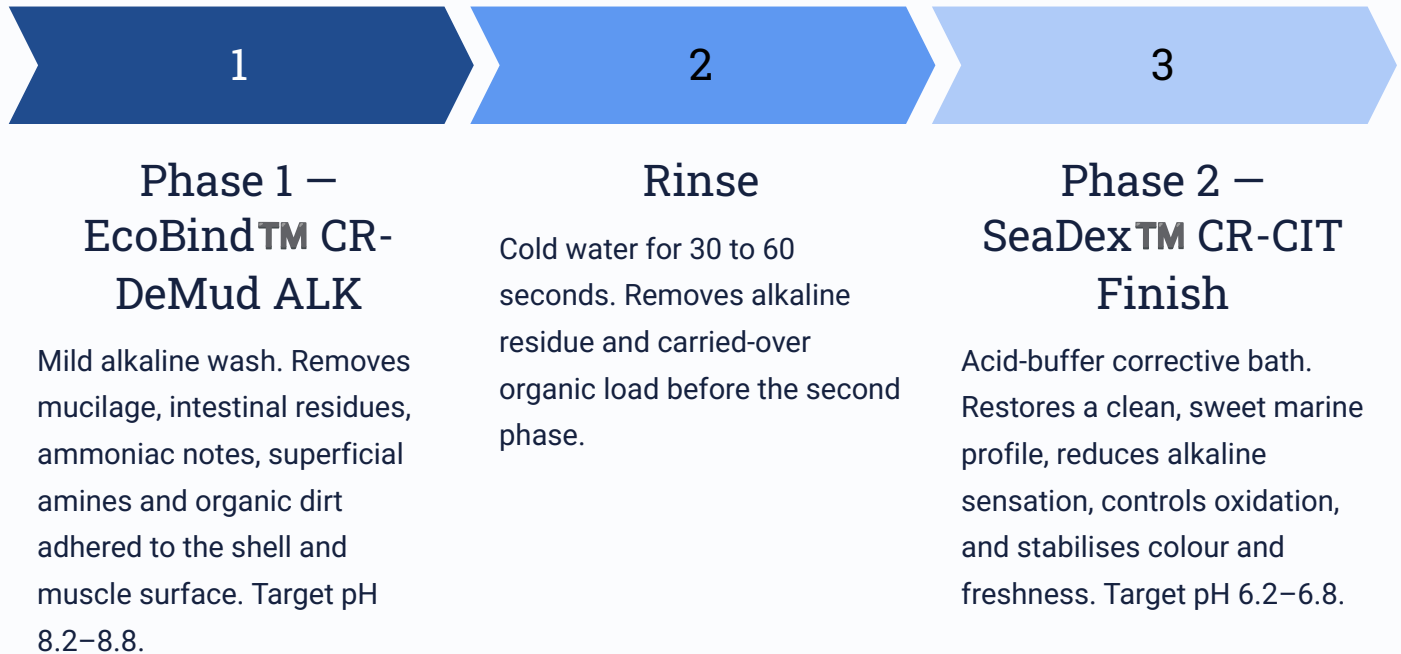 1
2
3
Phase 1 —
EcoBind™️ CR-
DeMud ALK
Mild alkaline wash. Removes
mucilage, intestinal residues,
ammoniac notes, superficial
amines and organic dirt
adhered to the shell and
muscle surface. Target pH
8.2–8.8.
Rinse
Cold water for 30 to 60
seconds. Removes alkaline
residue and carried-over
organic load before the second
phase.
Phase 2 —
SeaDex™️ CR-CIT
Finish
Acid-buffer corrective bath.
Restores a clean, sweet marine
profile, reduces alkaline
sensation, controls oxidation,
and stabilises colour and
freshness. Target pH 6.2–6.8.